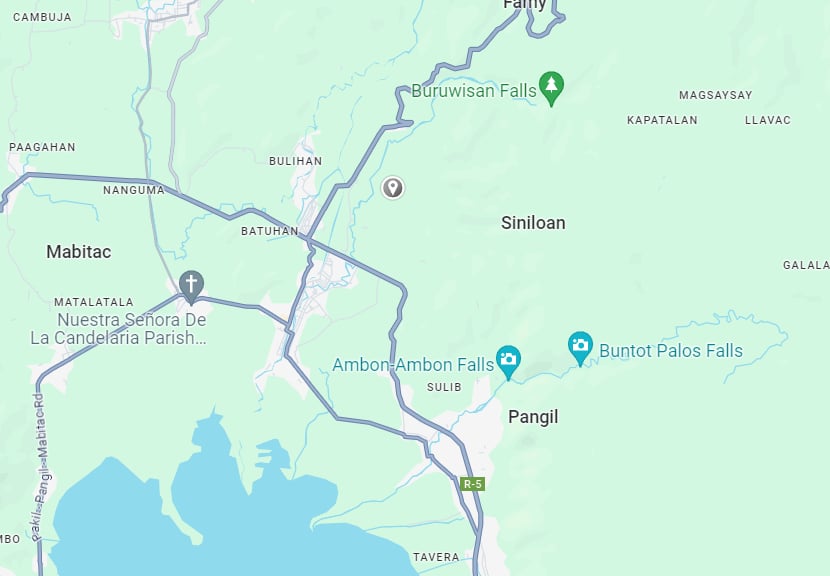 Famy
CAMBUJA
Buruwisan Falls
MAGSAYSAY
KAPATALAN
LLAVAC
PAAGAHAN
BULIHAN
NANGUMA
Siniloan
BATUHAN
Mabitac
GALALA
MATALATALA
Nuestra Señora De
La Candelaria Parish...
Ambon-Ambon Falls
Buntot Palos Falls
SULIB
Pangil
Pakil-Pangil-Mabitac Rd
R-5
MBO
TAVERA